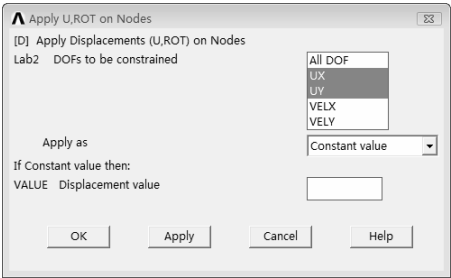 Apply U,ROT on Nodes
[D] Apply Displacements (U,ROT) on Nodes
Lab2 DOFs to be constrained
All DOF
UX
UY
VELX
VELY
Apply as Constant value
If Constant value then:
VALUE Displacement value
OK Apply Cancel Help